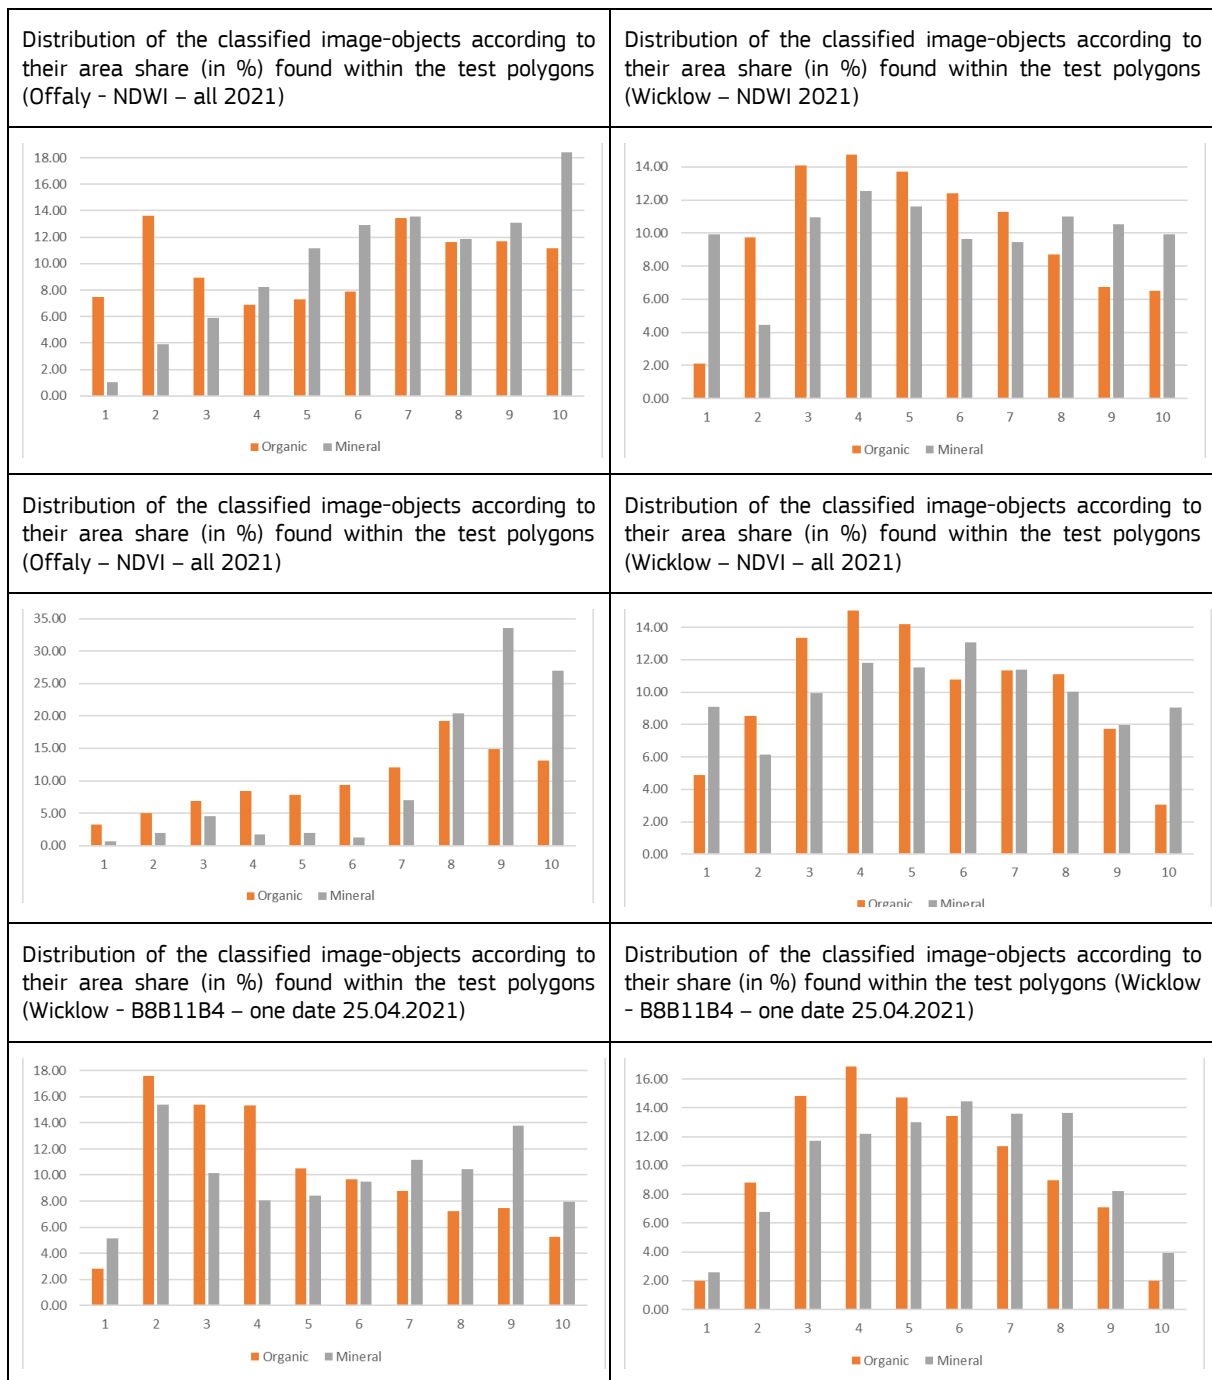 Distribution of the classified image-objects according to
their area share (in %) found within the test polygons
(Offaly - NDWI – all 2021)
Distribution of the classified image-objects according to
their area share (in %) found within the test polygons
(Wicklow – NDWI 2021)
18.00
16.00
14.00
12.00
10.00
8.00
6.00
4.00
2.00
0.00
1 2 3 4 5 6 7 8 9 10
Organic Mineral
14.00
12.00
10.00
8.00
6.00
4.00
2.00
0.00
1 2 3 4 5 6 7 8 9 10
Organic Mineral
Distribution of the classified image-objects according to
their area share (in %) found within the test polygons
(Offaly – NDVI – all 2021)
Distribution of the classified image-objects according to
their area share (in %) found within the test polygons
(Wicklow – NDVI – all 2021)
35.00
30.00
25.00
20.00
15.00
10.00
5.00
0.00
1 2 3 4 5 6 7 8 9 10
Organic Mineral
14.00
12.00
10.00
8.00
6.00
4.00
2.00
0.00
1 2 3 4 5 6 7 8 9 10
Organic Mineral
Distribution of the classified image-objects according to
their area share (in %) found within the test polygons
(Wicklow - B8B11B4 – one date 25.04.2021)
Distribution of the classified image-objects according to
their share (in %) found within the test polygons (Wicklow
- B8B11B4 – one date 25.04.2021)
18.00
16.00
14.00
12.00
10.00
8.00
6.00
4.00
2.00
0.00
1 2 3 4 5 6 7 8 9 10
Organic Mineral
16.00
14.00
12.00
10.00
8.00
6.00
4.00
2.00
0.00
1 2 3 4 5 6 7 8 9 10
Organic Mineral